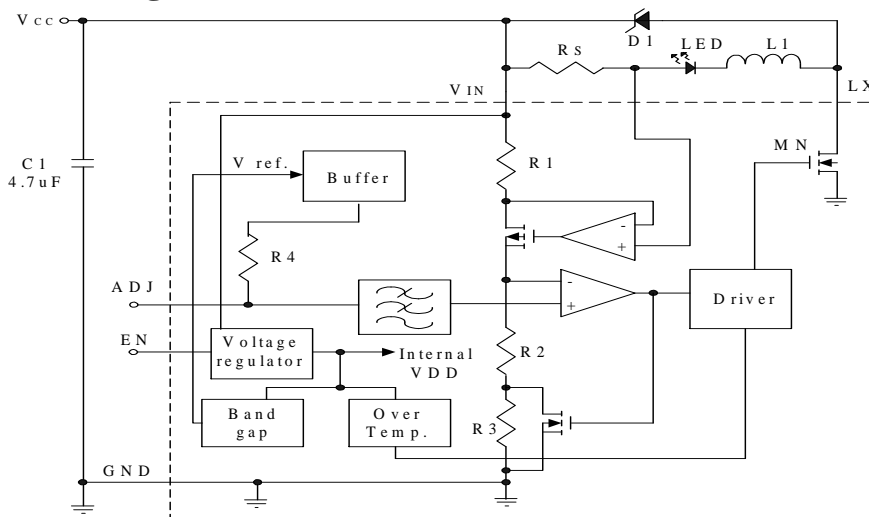 VCC
D1
LED
L1
RS
VIN
LX
MN
C1
4.7uF
V ref.
Buffer
R1
-
+
R4
ADJ
-
+
Driver
EN
Voltage
regulator
Internal
VDD
R2
Band
gap
Over
Temp.
R3
GND